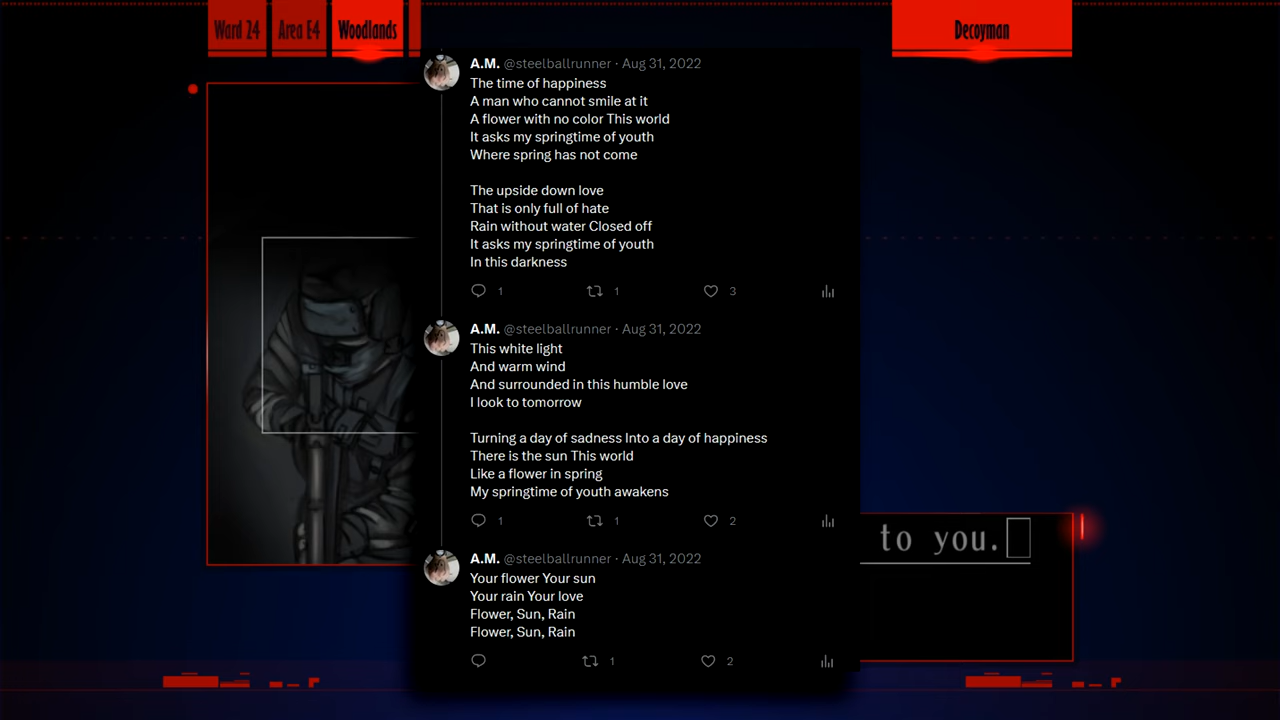 Ward 24
Area E4
Woodlands
Decoyman
A.M. @steelballrunner · Aug 31, 2022
The time of happiness
A man who cannot smile at it
A flower with no color This world
It asks my springtime of youth
Where spring has not come
The upside down love
That is only full of hate
Rain without water Closed off
It asks my springtime of youth
In this darkness
1 1 3
A.M. @steelballrunner · Aug 31, 2022
This white light
And warm wind
And surrounded in this humble love
I look to tomorrow
Turning a day of sadness Into a day of happiness
There is the sun This world
Like a flower in spring
My springtime of youth awakens
1 1 2
to you.
A.M. @steelballrunner · Aug 31, 2022
Your flower Your sun
Your rain Your love
Flower, Sun, Rain
Flower, Sun, Rain
1 2